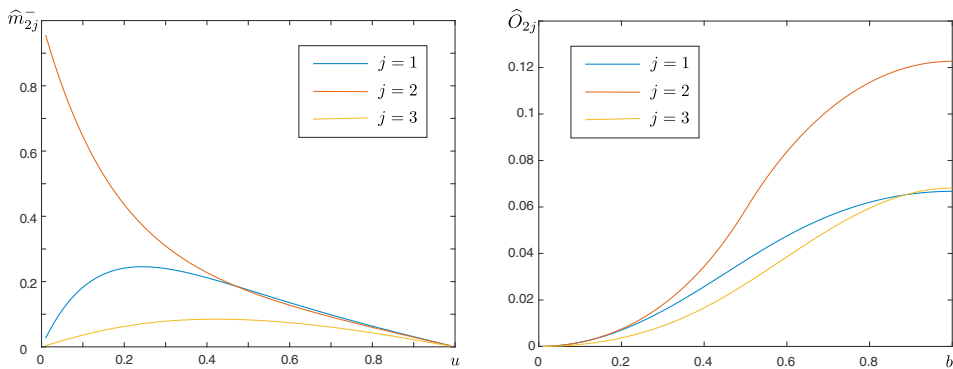 $\widehat{m}_{2j}^{-}$
0.8
0.6
0.4
0.2
0
0 0.2 0.4 0.6 0.8 $u$
$j = 1$
$j = 2$
$j = 3$
$\widehat{O}_{2j}$
0.12
0.1
0.08
0.06
0.04
0.02
0
0 0.2 0.4 0.6 0.8 $b$
$j = 1$
$j = 2$
$j = 3$